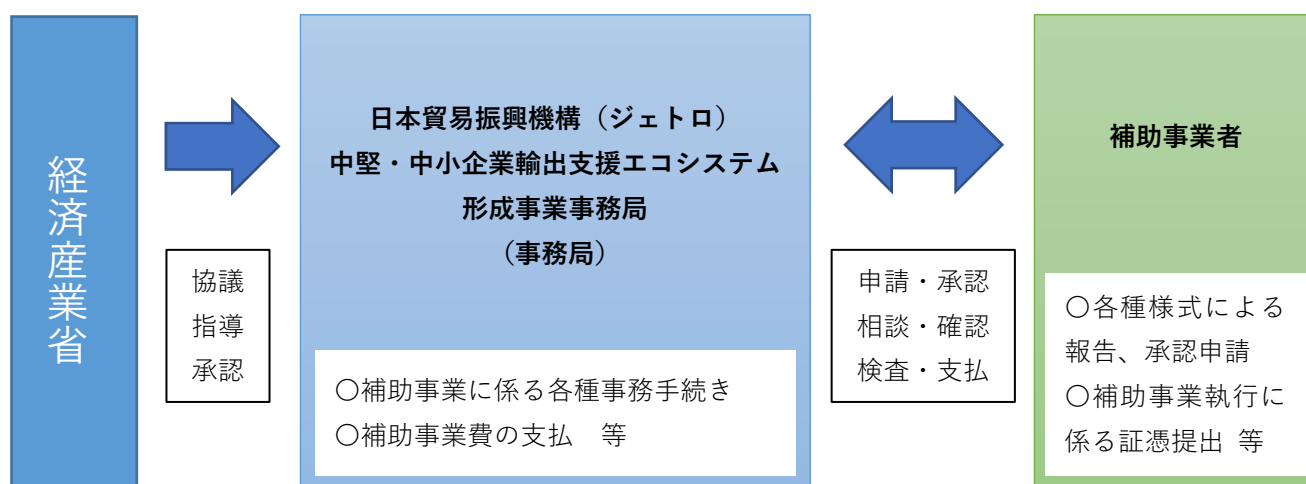 経済産業省
協議
指導
承認
日本貿易振興機構（ジェトロ）
中堅・中小企業輸出支援エコシステム
形成事業事務局
（事務局）
〇補助事業に係る各種事務手続き
〇補助事業費の支払　等
申請・承認
相談・確認
検査・支払
補助事業者
〇各種様式による
報告、承認申請
〇補助事業執行に
係る証憑提出 等